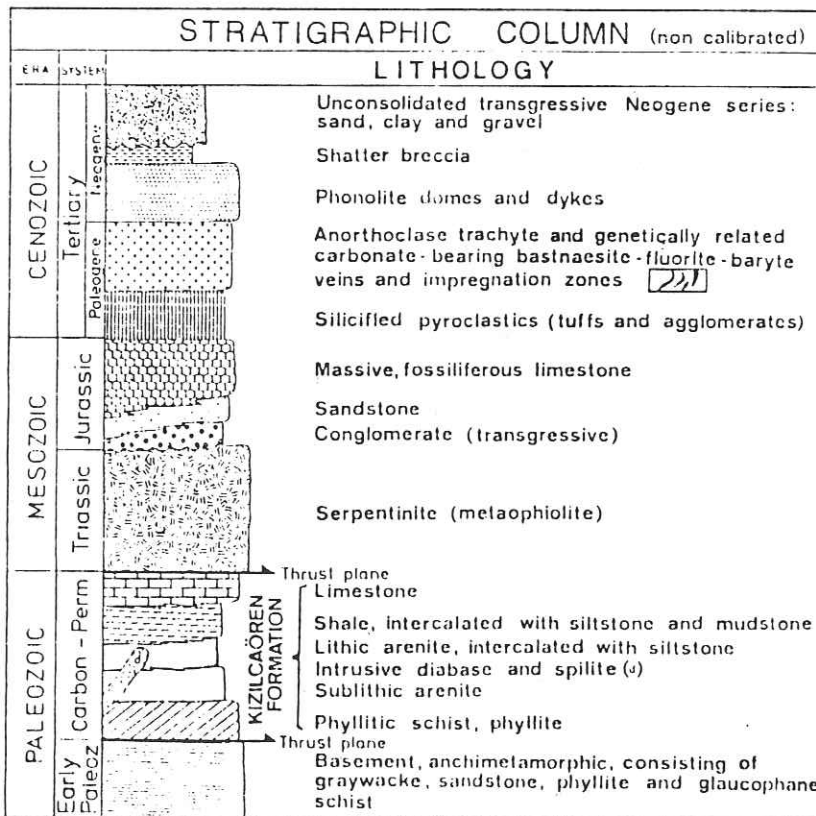 STRATIGRAPHIC COLUMN (non calibrated)
ERA SYSTEM LITHOLOGY
CENOZOIC
Tertiary
Neogene
Paleogene
Unconsolidated transgressive Neogene series:
sand, clay and gravel
Shatter breccia
Phonolite domes and dykes
Anorthoclase trachyte and genetically related
carbonate-bearing bastnaesite-fluorite-baryte
veins and impregnation zones
Silicified pyroclastics (tuffs and agglomerates)
MESOZOIC
Jurassic
Triassic
Massive, fossiliferous limestone
Sandstone
Conglomerate (transgressive)
Serpentinite (metaophiolite)
Thrust plane
PALEOZOIC
Carbon-Perm
Early
Paleoz
d
KIZILCAÖREN
FORMATION
Limestone
Shale, intercalated with siltstone and mudstone
Lithic arenite, intercalated with siltstone
Intrusive diabase and spilite (d)
Sublithic arenite
Phyllitic schist, phyllite
Thrust plane
Basement, anchimetamorphic, consisting of
graywacke, sandstone, phyllite and glaucophane
schist